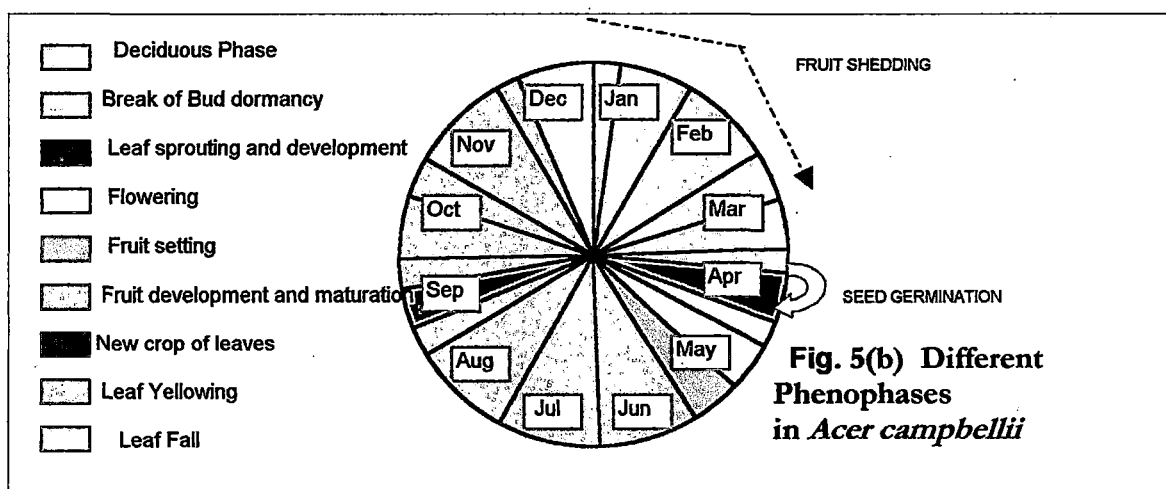 Deciduous Phase
Break of Bud dormancy
Leaf sprouting and development
Flowering
Fruit setting
Fruit development and maturation
New crop of leaves
Leaf Yellowing
Leaf Fall
Dec
Jan
Nov
Feb
Oct
Mar
Sep
Apr
Aug
May
Jul
Jun
FRUIT SHEDDING
SEED GERMINATION
Fig. 5(b) Different
Phenophases
in Acer campbellii